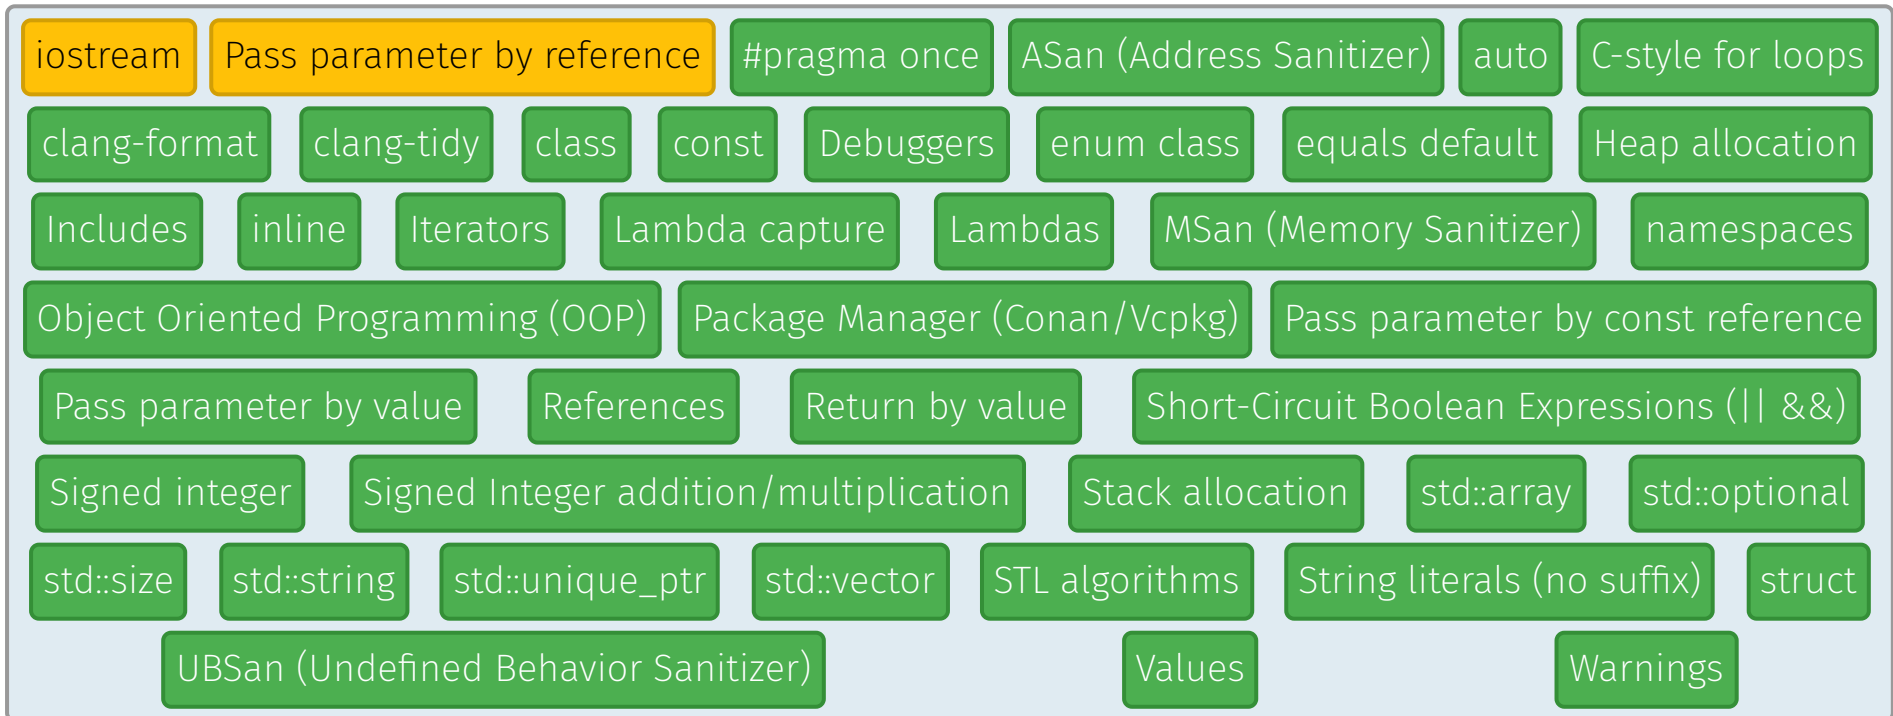 iostream Pass parameter by reference #pragma once ASan (Address Sanitizer) auto C-style for loops
clang-format clang-tidy class const Debuggers enum class equals default Heap allocation
Includes inline Iterators Lambda capture Lambdas MSan (Memory Sanitizer) namespaces
Object Oriented Programming (OOP) Package Manager (Conan/Vcpkg) Pass parameter by const reference
Pass parameter by value References Return by value Short-Circuit Boolean Expressions (|| &&)
Signed integer Signed Integer addition/multiplication Stack allocation std::array std::optional
std::size std::string std::unique_ptr std::vector STL algorithms String literals (no suffix) struct
UBSan (Undefined Behavior Sanitizer) Values Warnings